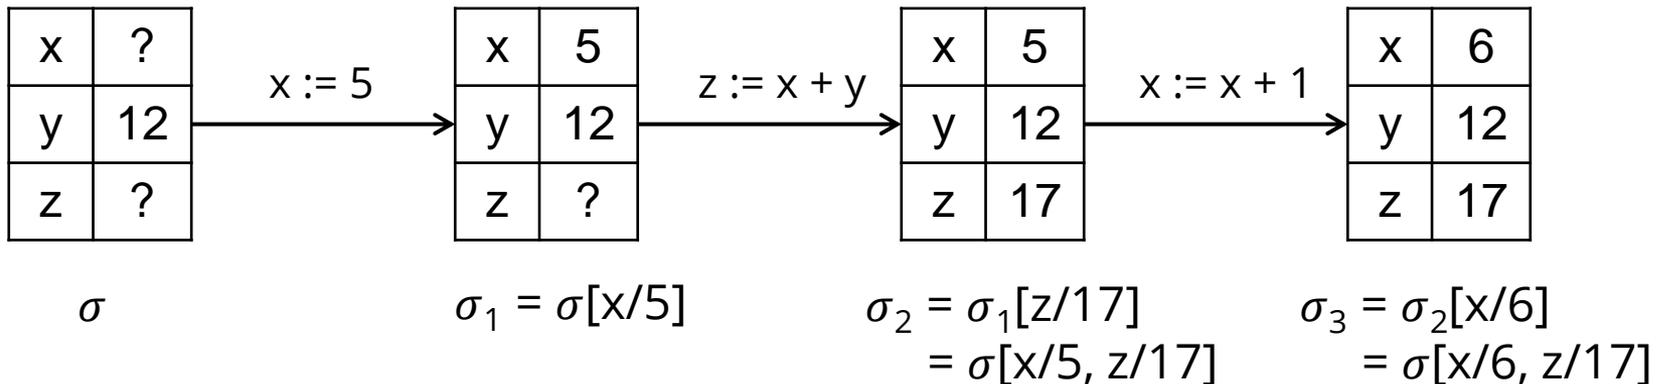 x ?
y 12
z ?
x := 5
x 5
y 12
z ?
z := x + y
x 5
y 12
z 17
x := x + 1
x 6
y 12
z 17
σ
σ₁ = σ[x/5]
σ₂ = σ₁[z/17]
= σ[x/5, z/17]
σ₃ = σ₂[x/6]
= σ[x/6, z/17]